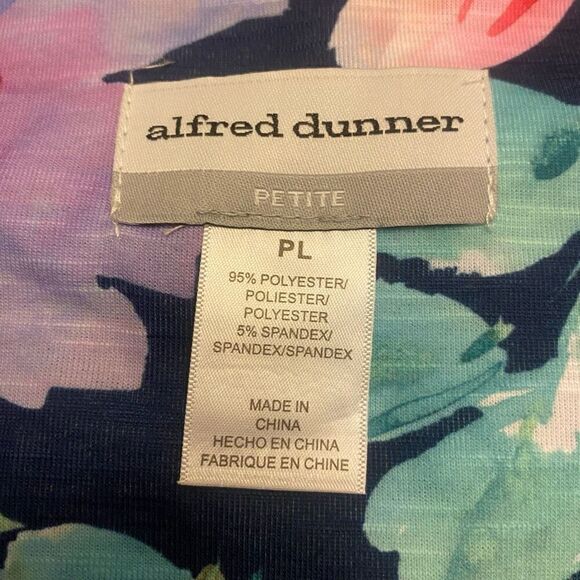 alfred dunner
PETITE
PL
95% POLYESTER/
POLIESTER/
POLYESTER
5% SPANDEX/
SPANDEX/SPANDEX
MADE IN
CHINA
HECHO EN CHINA
FABRIQUE EN CHINE